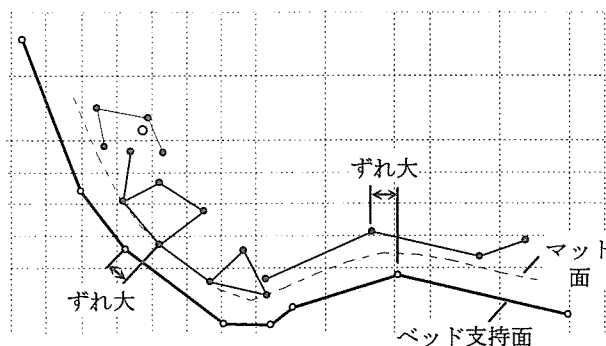 ずれ大
マット
面
ずれ大
ベッド支持面